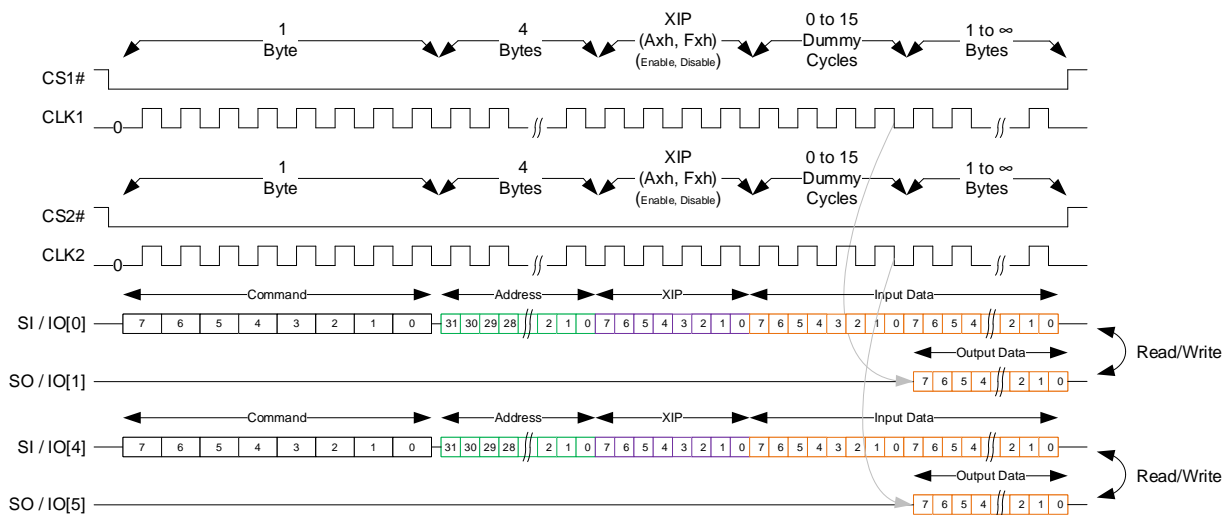 1 Byte 4 Bytes XIP (Axh, Fxh) (Enable, Disable) 0 to 15 Dummy Cycles 1 to ∞ Bytes
CS1#
CLK1 0
1 Byte 4 Bytes XIP (Axh, Fxh) (Enable, Disable) 0 to 15 Dummy Cycles 1 to ∞ Bytes
CS2#
CLK2 0
Command Address XIP Input Data
SI / IO[0] 7 6 5 4 3 2 1 0 31 30 29 28 2 1 0 7 6 5 4 3 2 1 0 7 6 5 4 3 2 1 0 7 6 5 4 2 1 0
Output Data Read/Write
SO / IO[1] 7 6 5 4 2 1 0
Command Address XIP Input Data
SI / IO[4] 7 6 5 4 3 2 1 0 31 30 29 28 2 1 0 7 6 5 4 3 2 1 0 7 6 5 4 3 2 1 0 7 6 5 4 2 1 0
Output Data Read/Write
SO / IO[5] 7 6 5 4 2 1 0